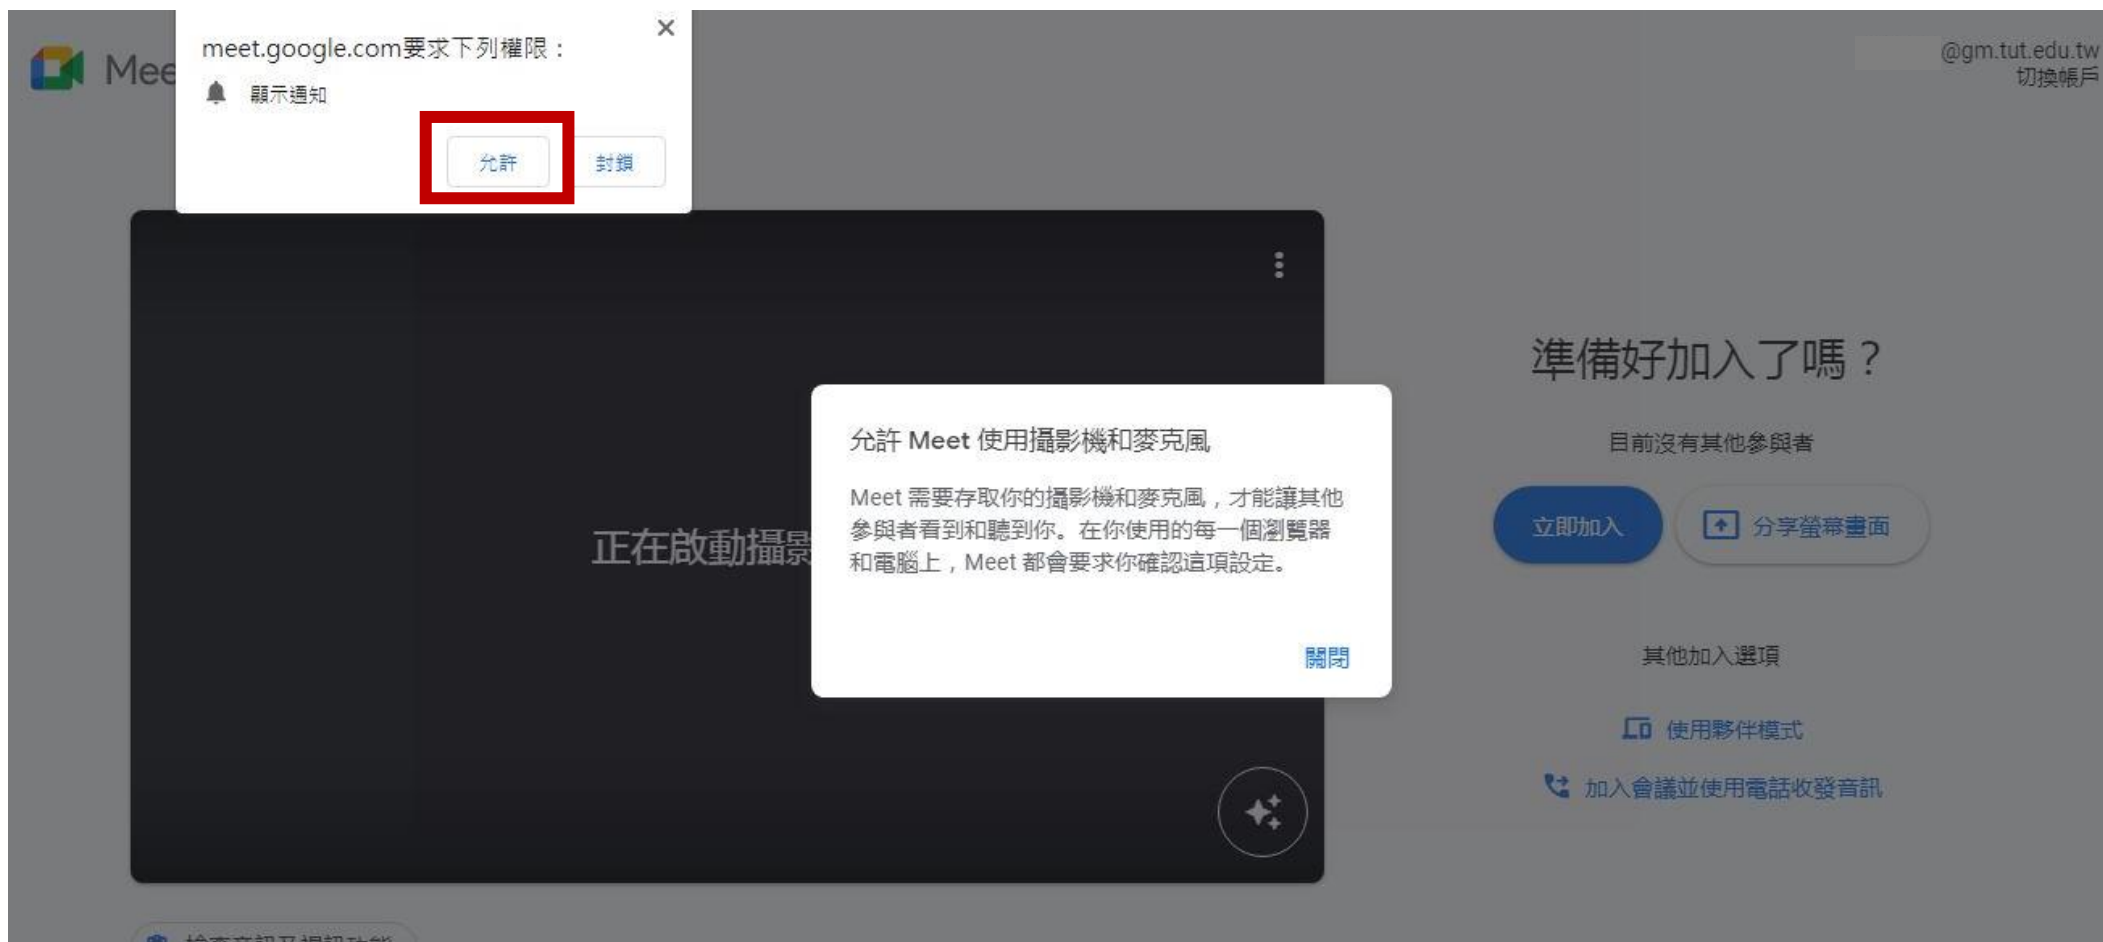 meet.google.com要求下列權限：
顯示通知
允許
封鎖
Mee
@gm.tut.edu.tw
切換帳戶
正在啟動攝影
允許 Meet 使用攝影機和麥克風
Meet 需要存取你的攝影機和麥克風，才能讓其他
參與者看到和聽到你。在你使用的每一個瀏覽器
和電腦上，Meet 都會要求你確認這項設定。
關閉
準備好加入了嗎？
目前沒有其他參與者
立即加入
分享螢幕畫面
其他加入選項
使用夥伴模式
加入會議並使用電話收發音訊